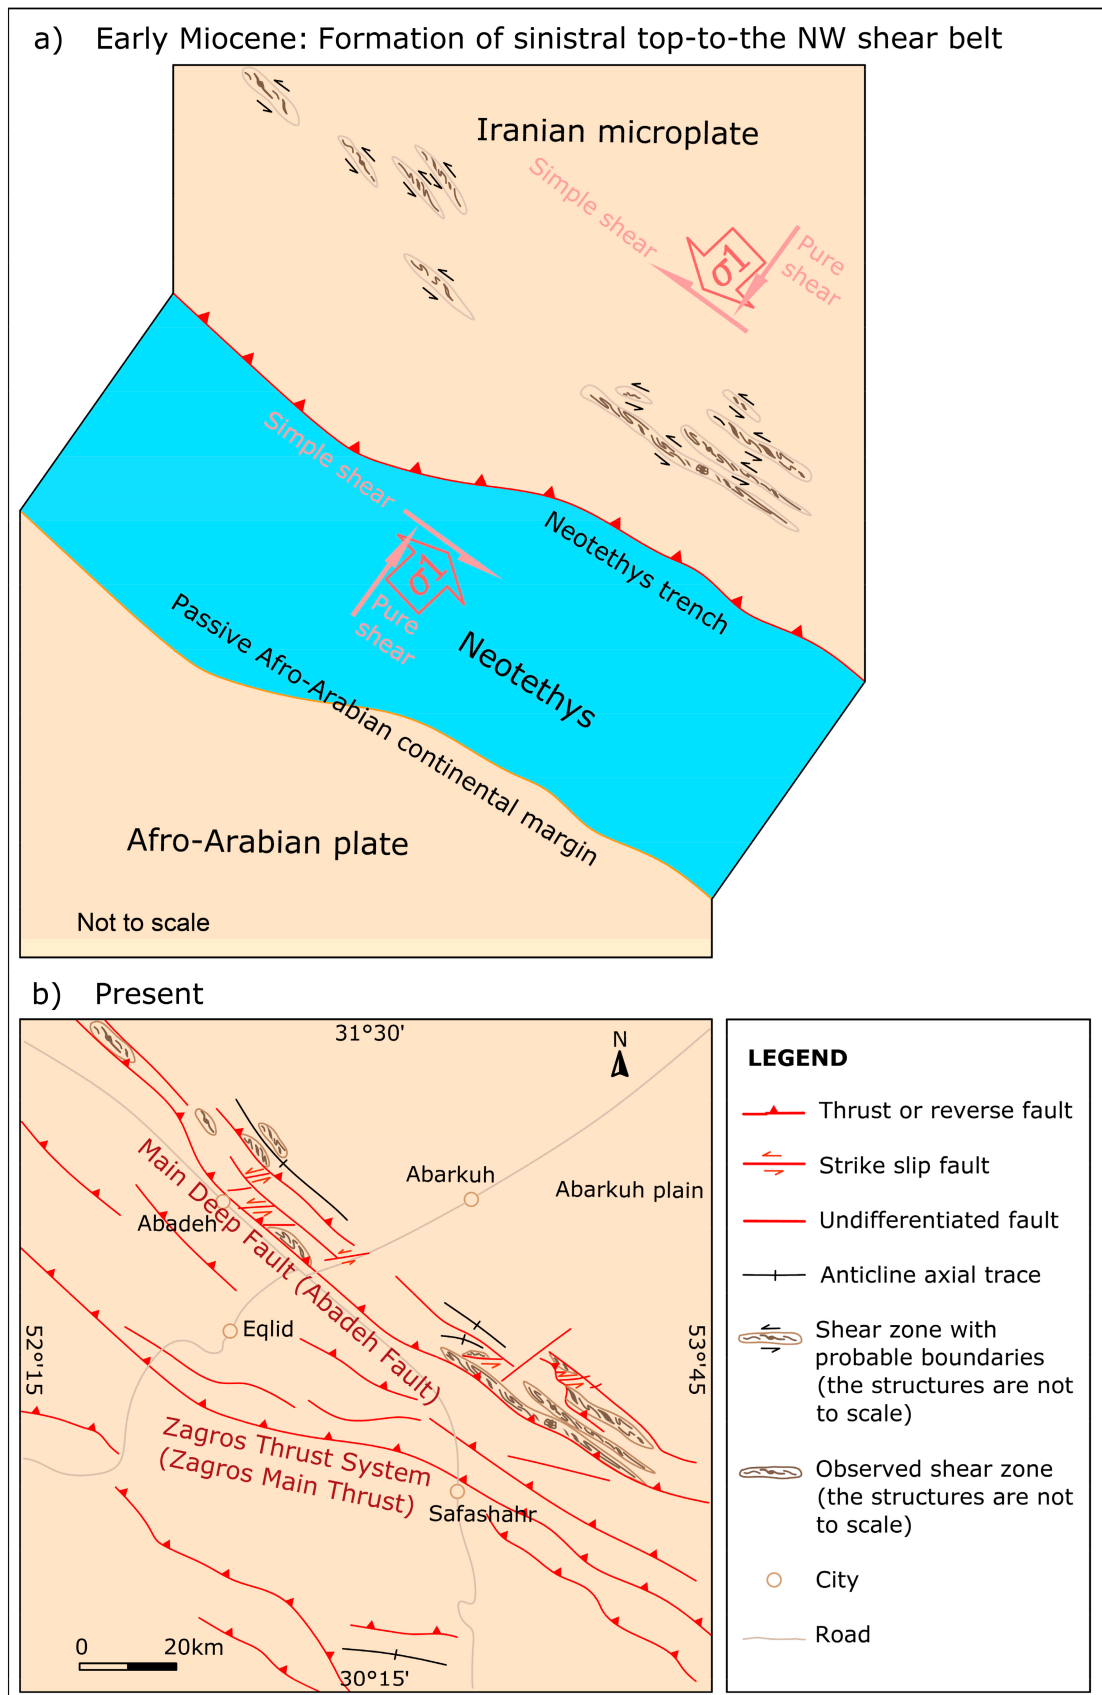 a) Early Miocene: Formation of sinistral top-to-the NW shear belt
Iranian microplate
Simple shear
σ1
Pure
shear
Simple shear
σ1
Pure
shear
Neotethys trench
Neotethys
Passive Afro-Arabian continental margin
Afro-Arabian plate
Not to scale
b) Present
31°30'
N
Main Deep Fault (Abadeh Fault)
Abarkuh
Abarkuh plain
Abadeh
Eqlid
52°'15
53°'45
Zagros Thrust System
(Zagros Main Thrust)
Safashahr
0 20km
30°15'
LEGEND
Thrust or reverse fault
Strike slip fault
Undifferentiated fault
Anticline axial trace
Shear zone with
probable boundaries
(the structures are not
to scale)
Observed shear zone
(the structures are not
to scale)
City
Road